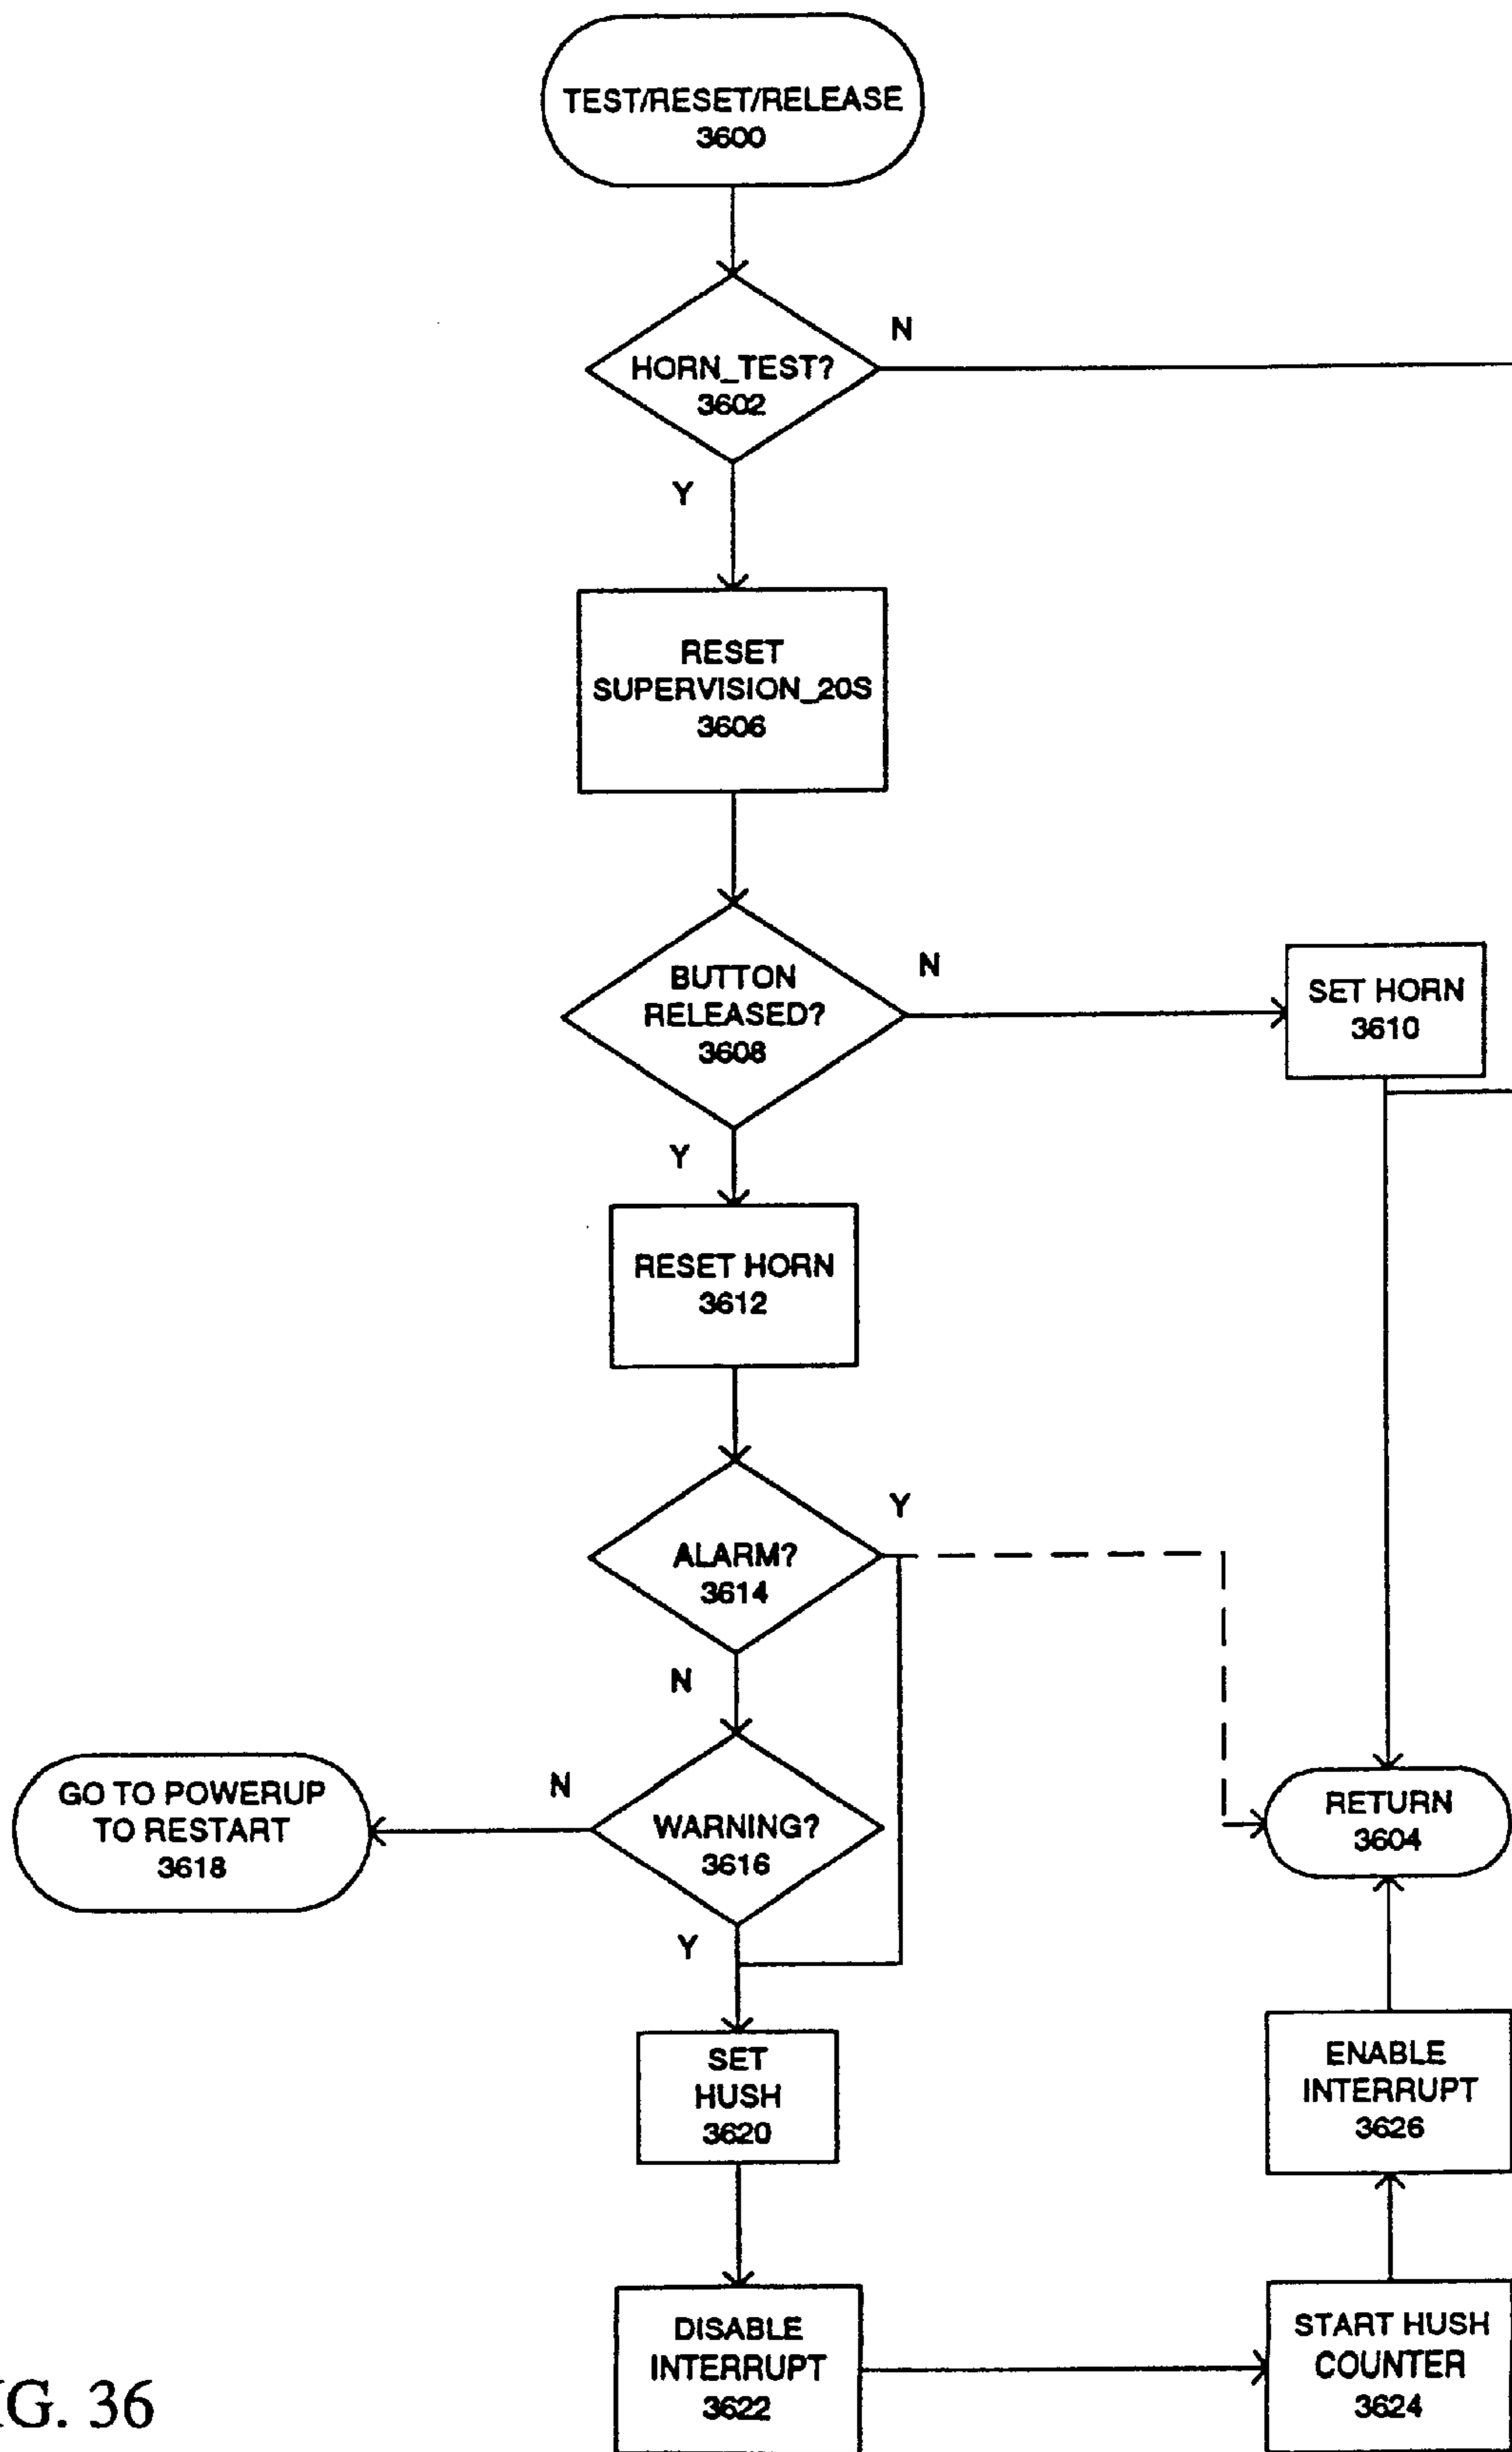 TEST/RESET/RELEASE
3600
N
HORN_TEST?
3602
Y
RESET
SUPERVISION_20S
3606
N
BUTTON
RELEASED?
3608
SET HORN
3610
Y
RESET HORN
3612
Y
ALARM?
3614
N
GO TO POWERUP
TO RESTART
3618
N
WARNING?
3616
RETURN
3604
Y
SET
HUSH
3620
ENABLE
INTERRUPT
3626
DISABLE
INTERRUPT
3622
START HUSH
COUNTER
3624
G. 36